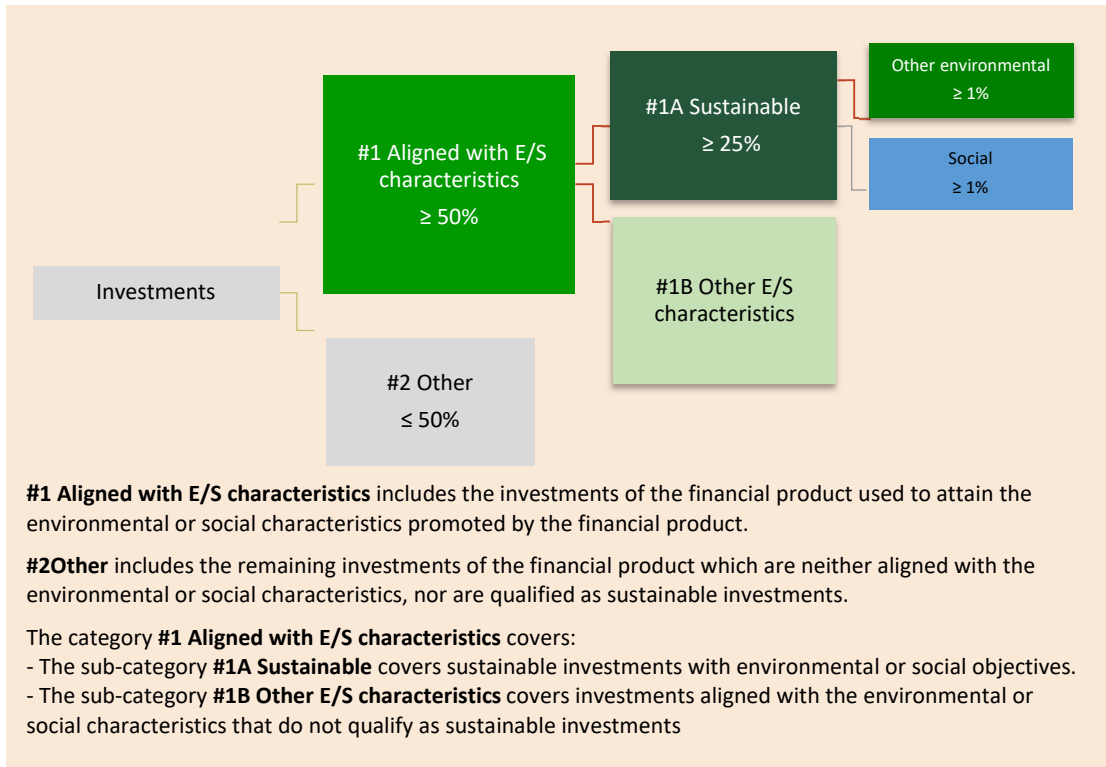 Other environmental
≥ 1%
#1A Sustainable
≥ 25%
#1 Aligned with E/S
characteristics
≥ 50%
Social
≥ 1%
Investments
#1B Other E/S
characteristics
#2 Other
≤ 50%
#1 Aligned with E/S characteristics includes the investments of the financial product used to attain the
environmental or social characteristics promoted by the financial product.
#2Other includes the remaining investments of the financial product which are neither aligned with the
environmental or social characteristics, nor are qualified as sustainable investments.
The category #1 Aligned with E/S characteristics covers:
- The sub-category #1A Sustainable covers sustainable investments with environmental or social objectives.
- The sub-category #1B Other E/S characteristics covers investments aligned with the environmental or
social characteristics that do not qualify as sustainable investments